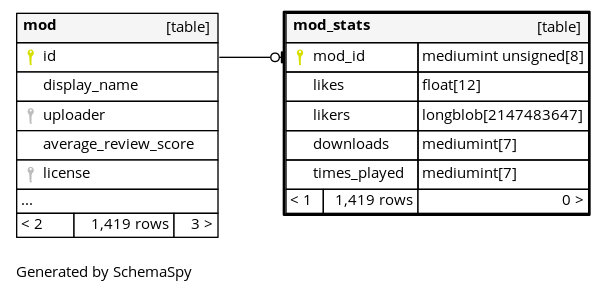 mod [table]
id
display_name
uploader
average_review_score
license
...
< 2 1,419 rows 3 >
mod_stats [table]
mod_id mediumint unsigned[8]
likes float[12]
likers longblob[2147483647]
downloads mediumint[7]
times_played mediumint[7]
< 1 1,419 rows 0 >
Generated by SchemaSpy